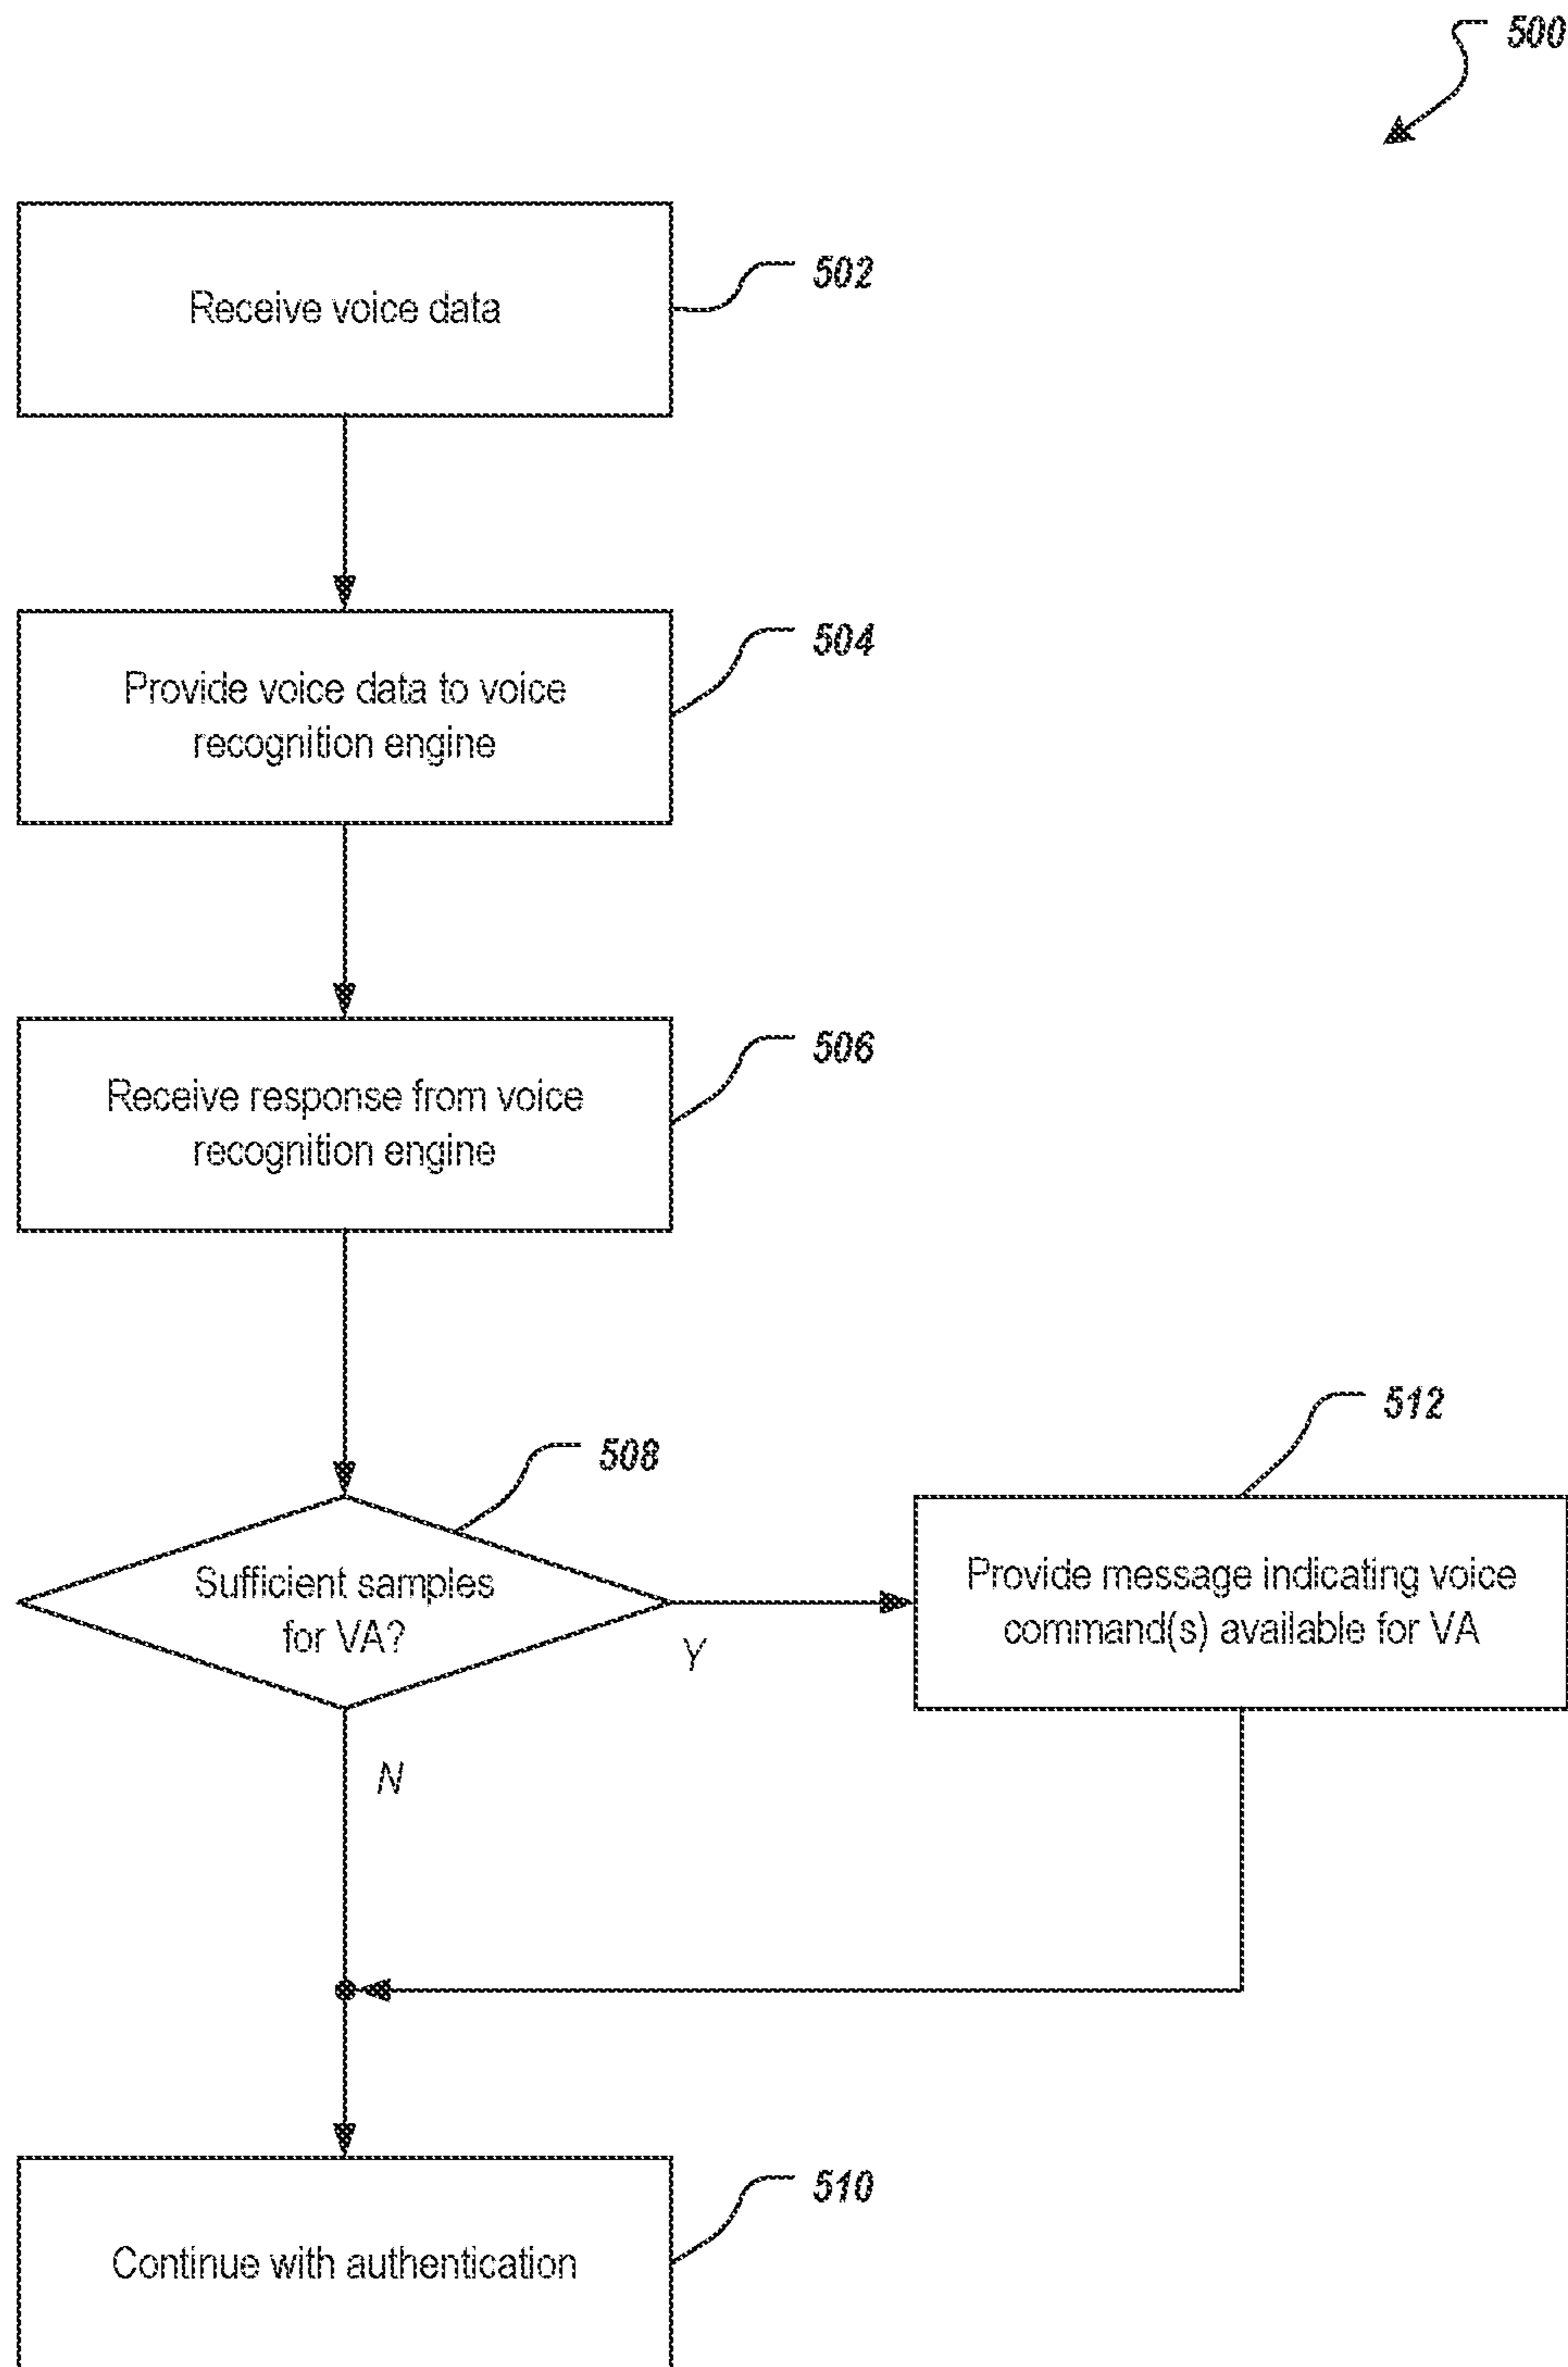 500
Receive voice data
502
Provide voice data to voice
recognition engine
504
Receive response from voice
recognition engine
506
Sufficient samples
for VA?
508
Y
N
Provide message indicating voice
command(s) available for VA
512
Continue with authentication
510